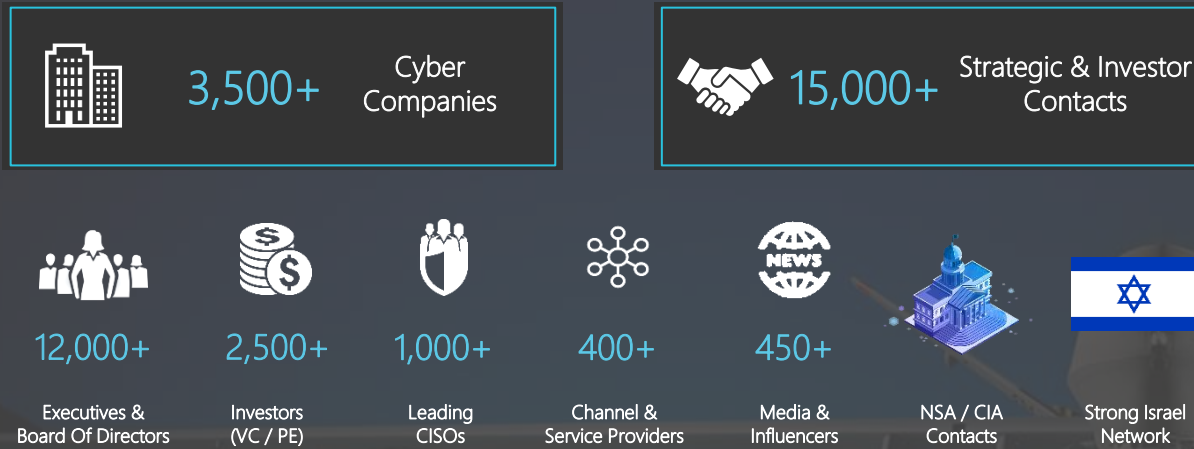 3,500+
Cyber
Companies
15,000+
Strategic & Investor
Contacts
NEWS
12,000+
2,500+
1,000+
400+
450+
Executives &
Board Of Directors
Investors
(VC / PE)
Leading
CISOs
Channel &
Service Providers
Media &
Influencers
NSA / CIA
Contacts
Strong Israel
Network